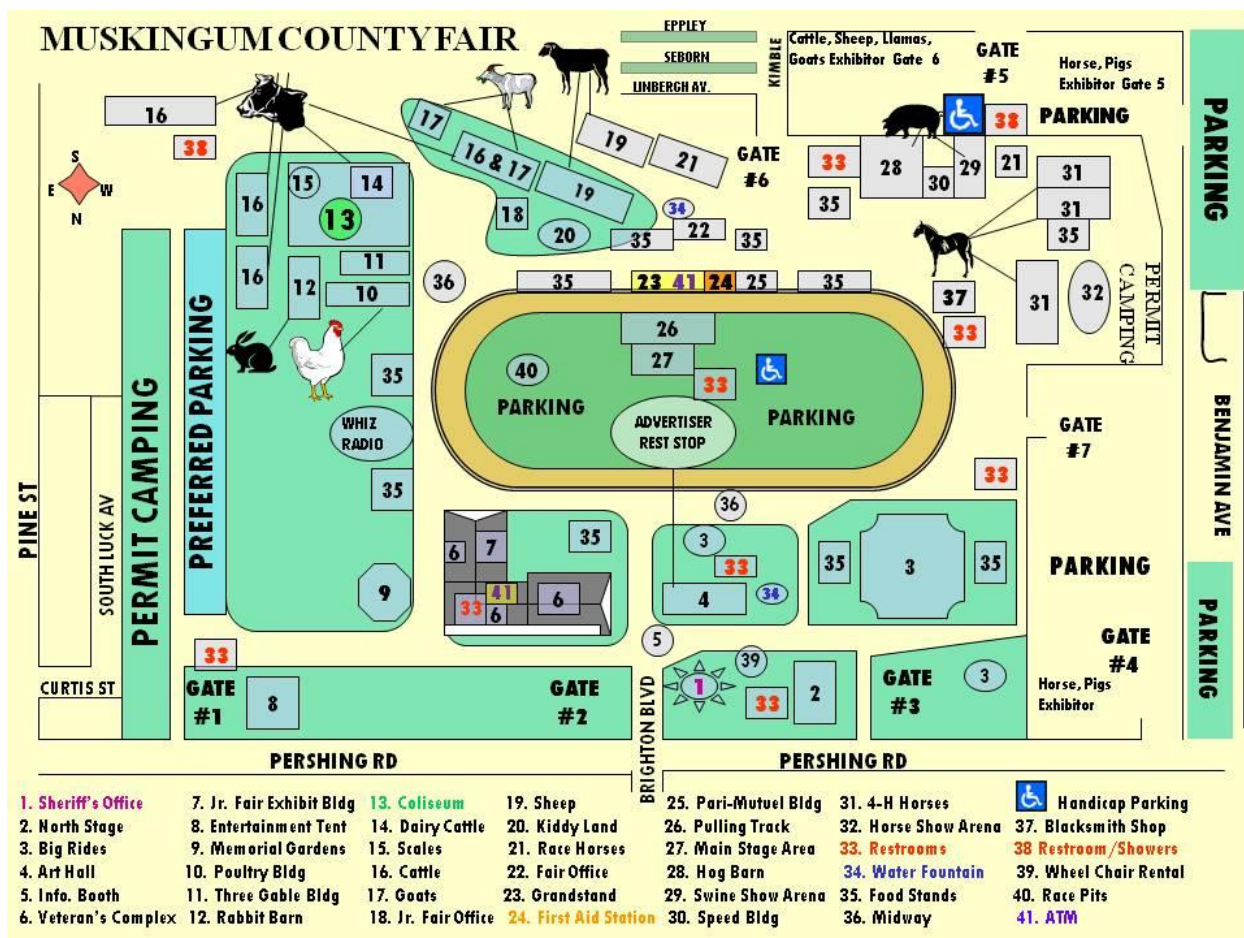 MUSKINGUM COUNTY FAIR
EPPLEY
SEBORN
LINBERGH AV.
KIMBLE
Cattle, Sheep, Llamas,
Goats Exhibitor Gate 6
GATE
#5
Horse, Pigs
Exhibitor Gate 5
PARKING
PARKING
16
38
S
E W
N
17
16 & 17
19
19
21
GATE
#6
33
28
30
29
38
21
31
31
35
35
15
14
13
16
16
12
11
10
18
20
34
22
35
35
36
35
23
41
24
25
35
37
33
31
32
PERMIT
CAMPING
26
27
33
40
PARKING
PARKING
ADVERTISER
REST STOP
35
WHIZ
RADIO
35
9
PREFERRED PARKING
PERMIT CAMPING
SOUTH LUCK AV
PINE ST
CURTIS ST
GATE
#7
BENJAMIN AVE
33
36
6
7
35
41
33
6
6
3
33
4
34
35
3
35
PARKING
PARKING
GATE
#4
5
33
GATE
#1
8
GATE
#2
BRIGHTON BLVD
1
39
33
2
GATE
#3
3
Horse, Pigs
Exhibitor
PERSHING RD
PERSHING RD
1. Sheriff's Office
2. North Stage
3. Big Rides
4. Art Hall
5. Info. Booth
6. Veteran's Complex
7. Jr. Fair Exhibit Bldg
8. Entertainment Tent
9. Memorial Gardens
10. Poultry Bldg
11. Three Gable Bldg
12. Rabbit Barn
13. Coliseum
14. Dairy Cattle
15. Scales
16. Cattle
17. Goats
18. Jr. Fair Office
19. Sheep
20. Kiddy Land
21. Race Horses
22. Fair Office
23. Grandstand
24. First Aid Station
25. Pari-Mutuel Bldg
26. Pulling Track
27. Main Stage Area
28. Hog Barn
29. Swine Show Arena
30. Speed Bldg
31. 4-H Horses
32. Horse Show Arena
33. Restrooms
34. Water Fountain
35. Food Stands
36. Midway
Handicap Parking
37. Blacksmith Shop
38 Restroom/Showers
39. Wheel Chair Rental
40. Race Pits
41. ATM